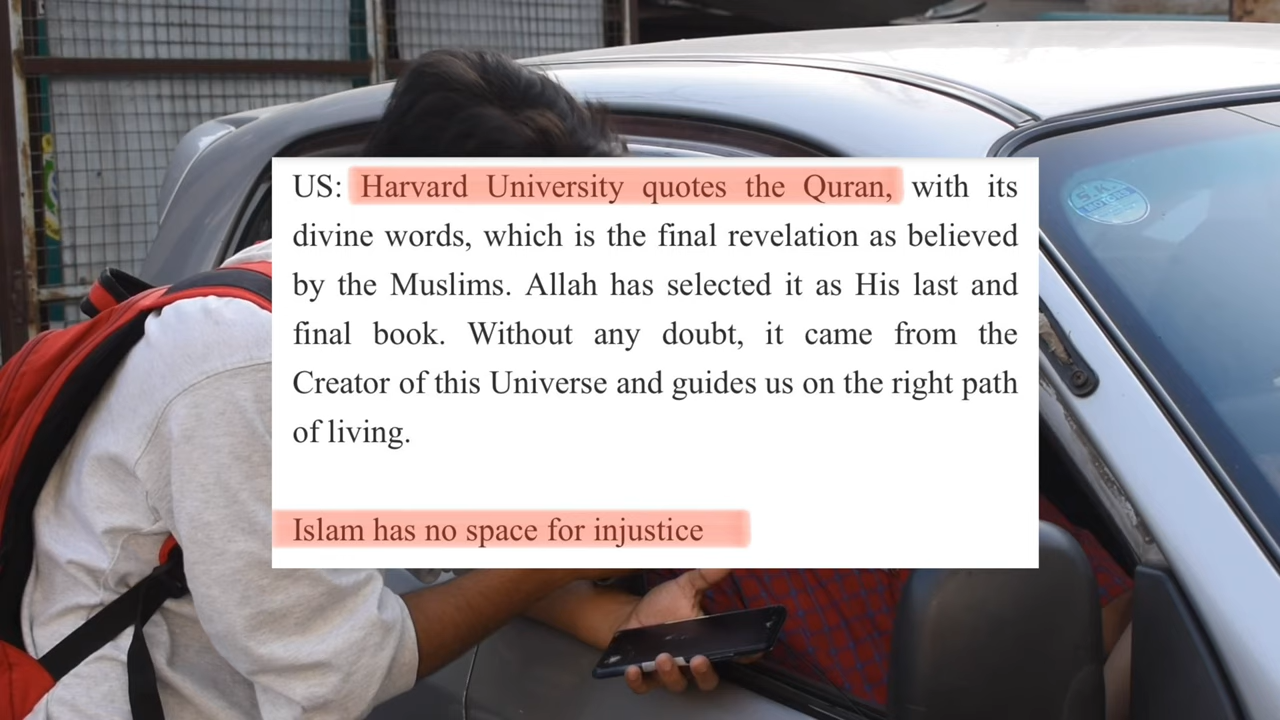 US: Harvard University quotes the Quran, with its
divine words, which is the final revelation as believed
by the Muslims. Allah has selected it as His last and
final book. Without any doubt, it came from the
Creator of this Universe and guides us on the right path
of living.
Islam has no space for injustice
S.K.
MOTORS